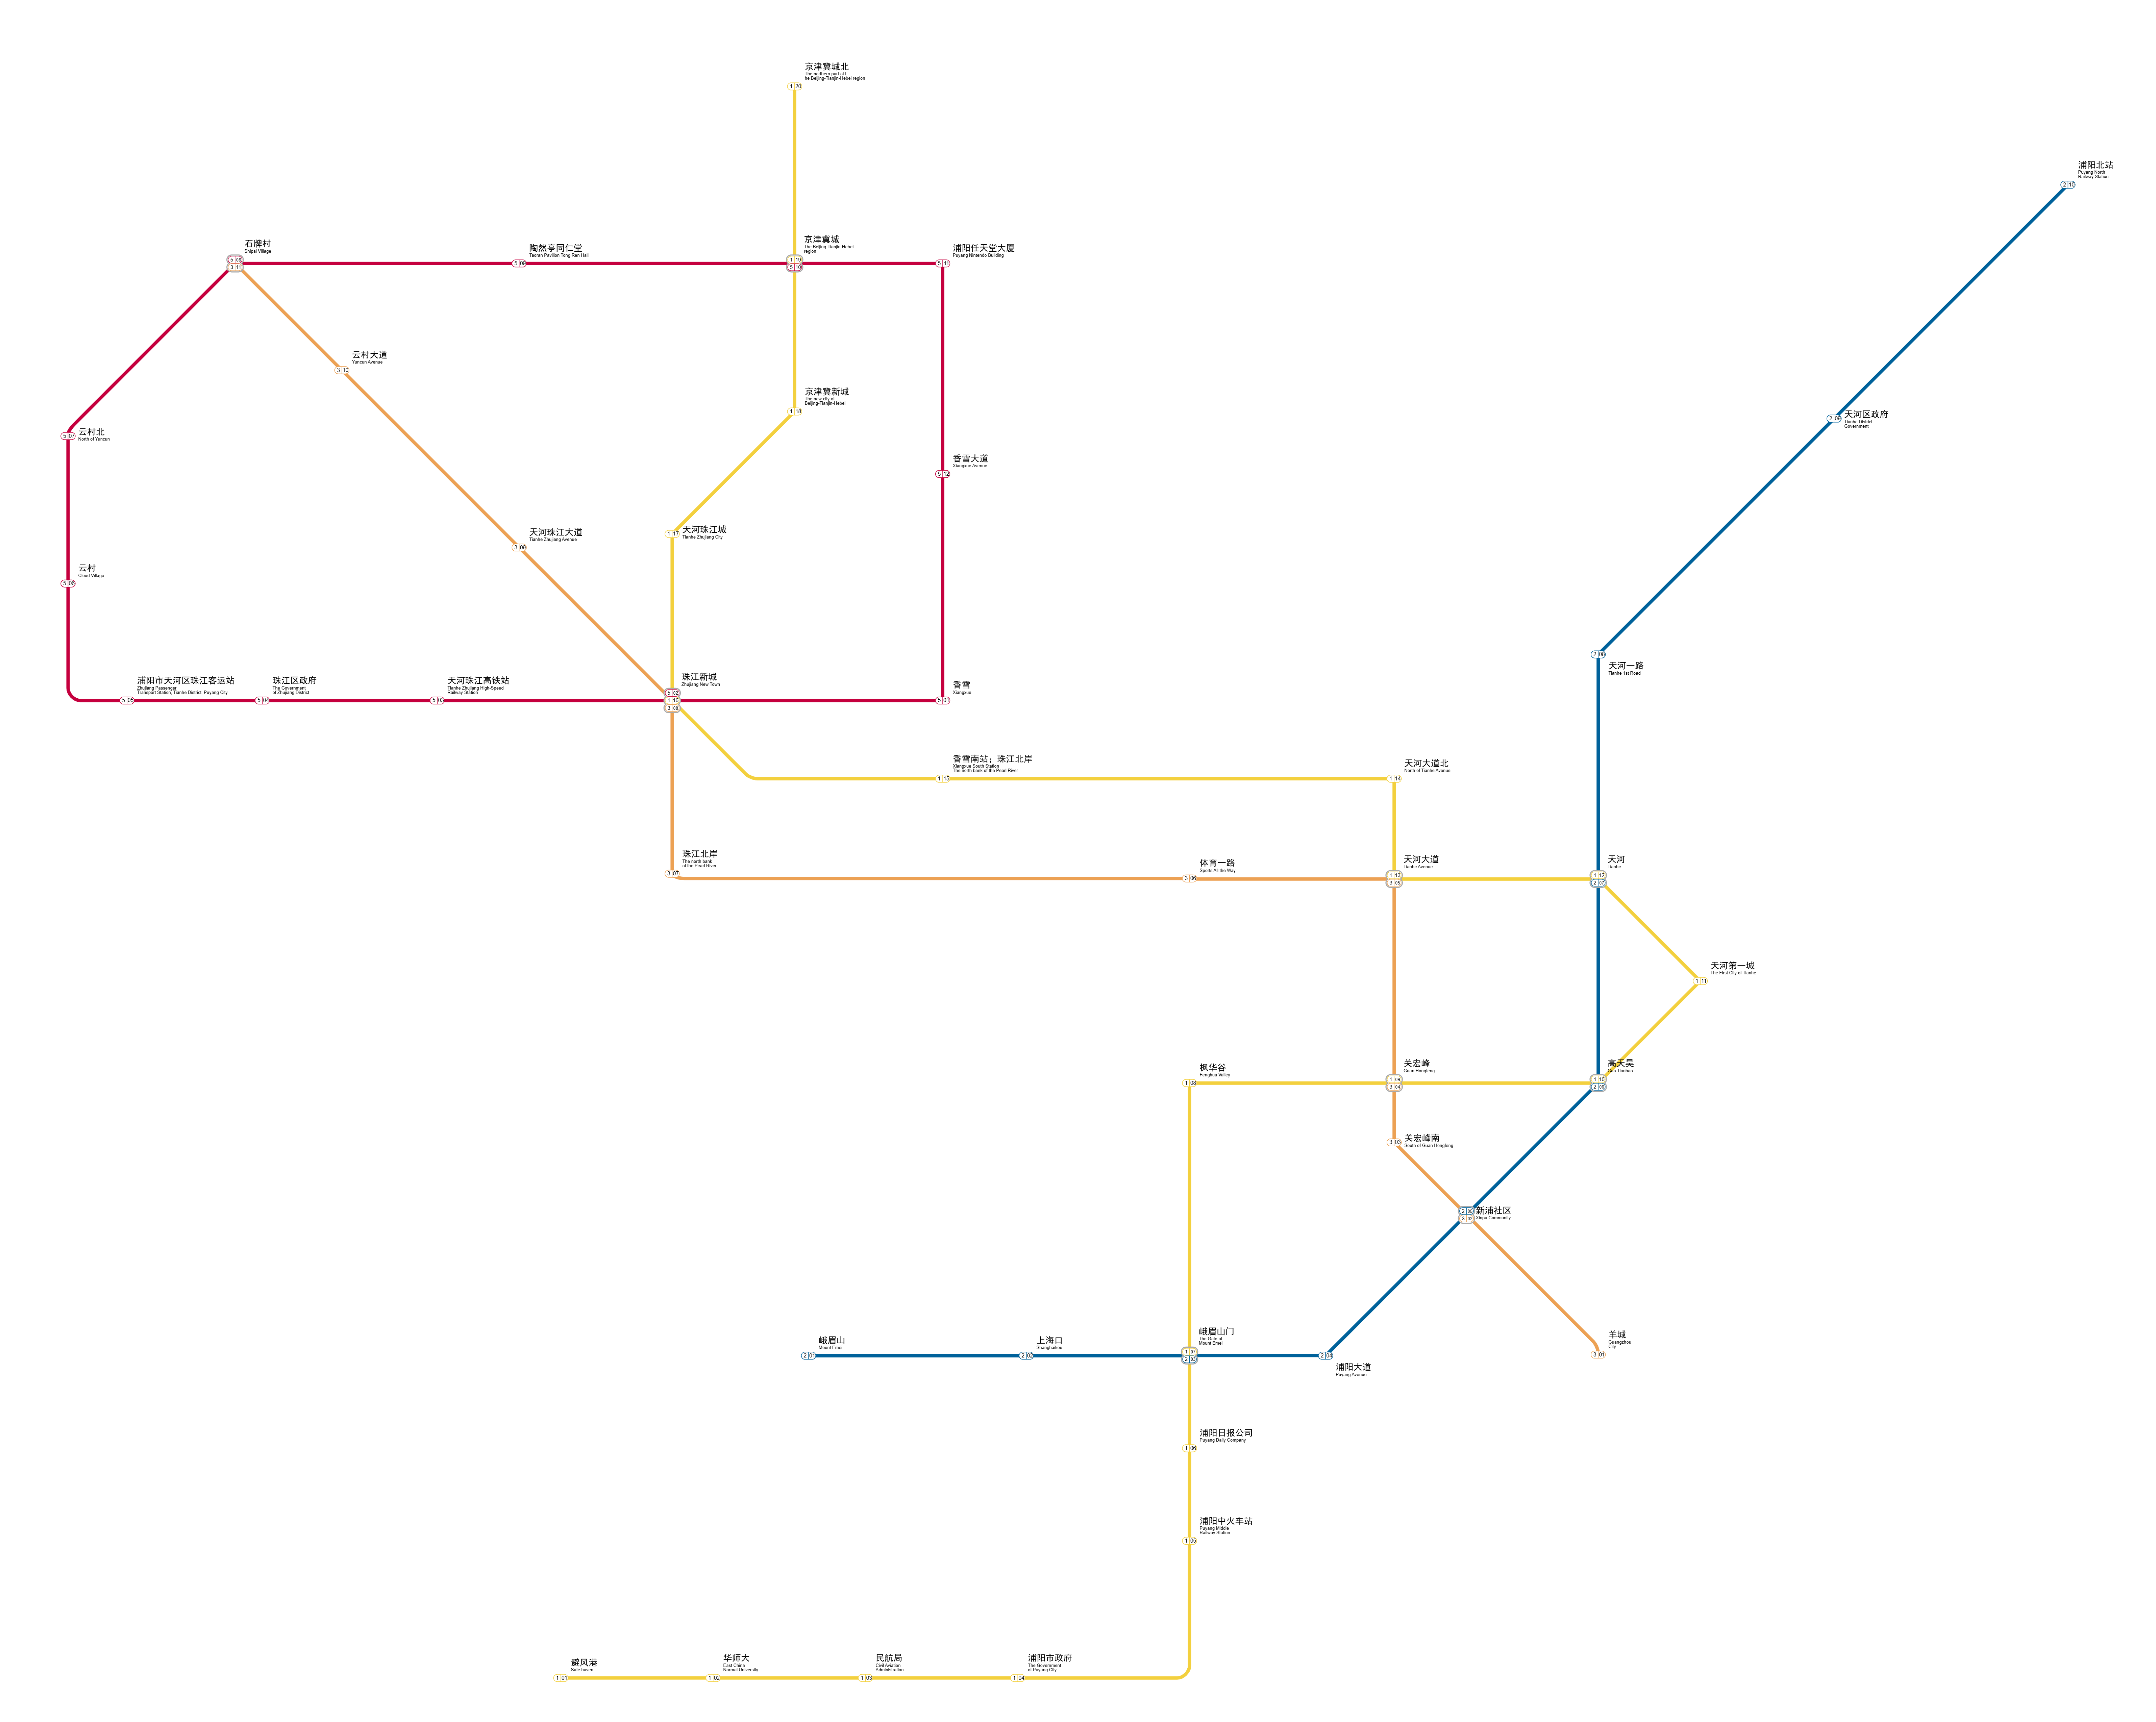 京津冀城北
The northern part of t
he Beijing-Tianjin-Hebei region
1 20
浦阳北站
Puyang North
Railway Station
2 10
石牌村
Shipai Village
5 08
3 11
陶然亭同仁堂
Taoran Pavilion Tong Ren Hall
5 09
京津冀城
The Beijing-Tianjin-Hebei
region
1 19
5 10
浦阳任天堂大厦
Puyang Nintendo Building
5 11
云村大道
Yuncun Avenue
3 10
京津冀新城
The new city of
Beijing-Tianjin-Hebei
1 18
天河区政府
Tianhe District
Government
2 09
云村北
North of Yuncun
5 07
香雪大道
Xiangxue Avenue
5 12
天河珠江大道
Tianhe Zhujiang Avenue
3 09
天河珠江城
Tianhe Zhujiang City
1 17
云村
Cloud Village
5 06
天河一路
Tianhe 1st Road
2 08
浦阳市天河区珠江客运站
Zhujiang Passenger
Transport Station, Tianhe District, Puyang City
5 05
珠江区政府
The Government
of Zhujiang District
5 04
天河珠江高铁站
Tianhe Zhujiang High-Speed
Railway Station
5 03
珠江新城
Zhujiang New Town
5 02
1 16
3 08
香雪
Xiangxue
5 01
香雪南站；珠江北岸
Xiangxue South Station
The north bank of the Pearl River
1 15
天河大道北
North of Tianhe Avenue
1 14
珠江北岸
The north bank
of the Pearl River
3 07
体育一路
Sports All the Way
3 06
天河大道
Tianhe Avenue
1 13
3 05
天河
Tianhe
1 12
2 07
天河第一城
The First City of Tianhe
1 11
枫华谷
Fenghua Valley
1 08
关宏峰
Guan Hongfeng
1 09
3 04
高天昊
Gao Tianhao
1 10
2 06
关宏峰南
South of Guan Hongfeng
3 03
新浦社区
Xinpu Community
2 05
3 02
峨眉山
Mount Emei
2 01
上海口
Shanghaikou
2 02
峨眉山门
The Gate of
Mount Emei
1 07
2 03
浦阳大道
Puyang Avenue
2 04
羊城
Guangzhou
City
3 01
浦阳日报公司
Puyang Daily Company
1 06
浦阳中火车站
Puyang Middle
Railway Station
1 05
避风港
Safe haven
1 01
华师大
East China
Normal University
1 02
民航局
Civil Aviation
Administration
1 03
浦阳市政府
The Government
of Puyang City
1 04